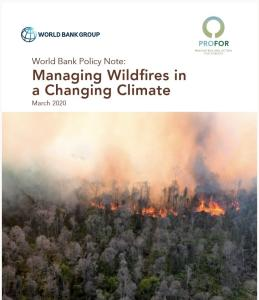 WORLD BANK GROUP
PROFOR
World Bank Policy Note:
Managing Wildfires in
a Changing Climate
March 2020